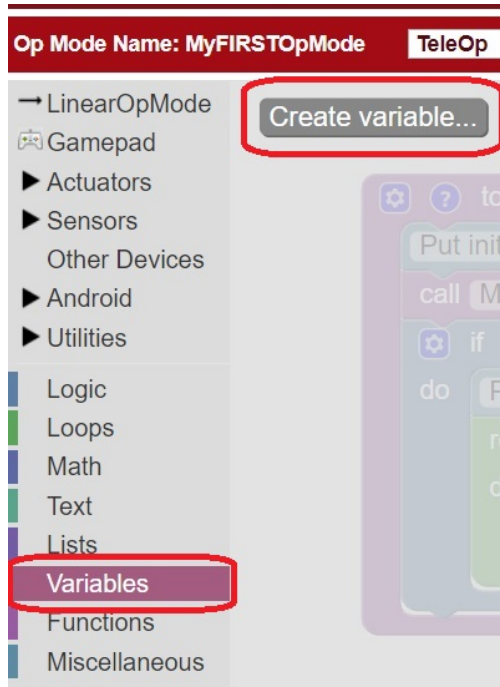 Op Mode Name: MyFIRSTOpMode TeleOp
LinearOpMode
Create variable...
Gamepad
Actuators
Sensors
Other Devices
Android
Utilities
Logic
Loops
Math
Text
Lists
Variables
Functions
Miscellaneous
? to
Put init
call M
if
do